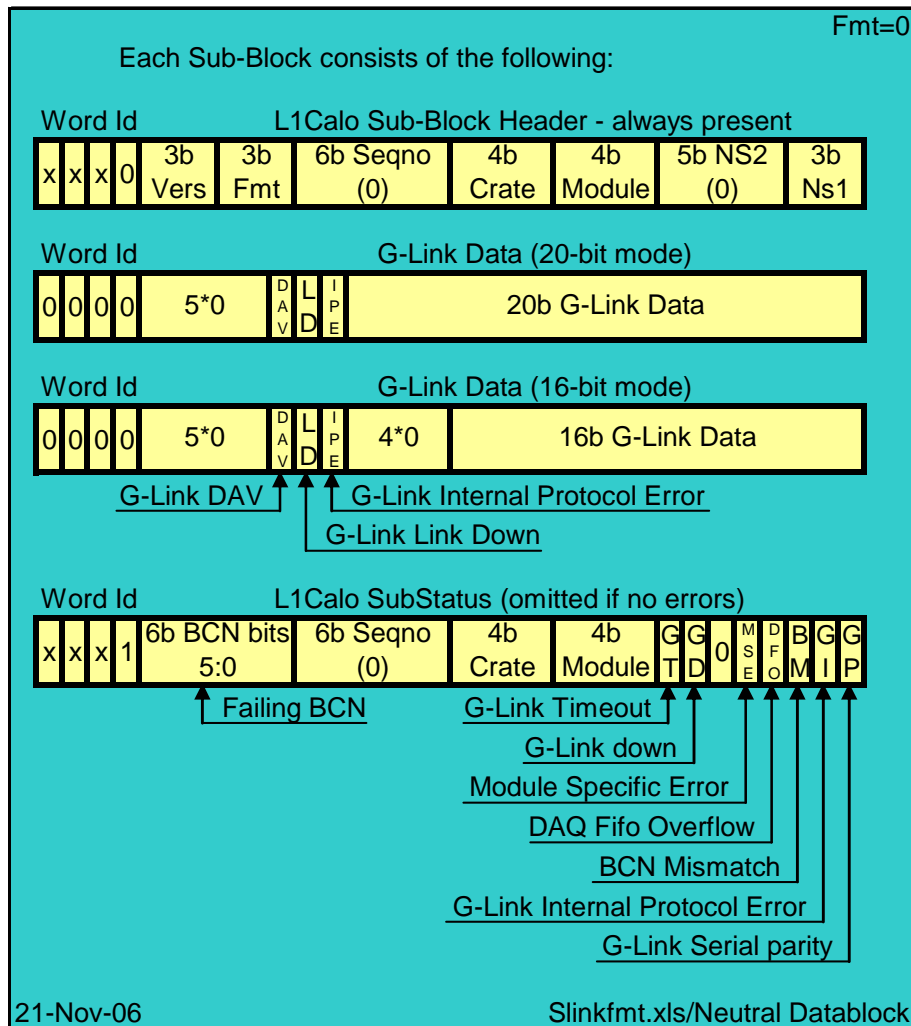 Fmt=0
Each Sub-Block consists of the following:
Word Id L1Calo Sub-Block Header - always present
x x x 0 3b Vers 3b Fmt 6b Seqno (0) 4b Crate 4b Module 5b NS2 (0) 3b Ns1
Word Id G-Link Data (20-bit mode)
0 0 0 0 5*0 DAV LD IPE 20b G-Link Data
Word Id G-Link Data (16-bit mode)
0 0 0 0 5*0 DAV LD IPE 4*0 16b G-Link Data
G-Link DAV G-Link Internal Protocol Error
G-Link Link Down
Word Id L1Calo SubStatus (omitted if no errors)
x x x 1 6b BCN bits 5:0 6b Seqno (0) 4b Crate 4b Module GT GD 0 MSE DFO BM GI GP
Failing BCN G-Link Timeout
G-Link down
Module Specific Error
DAQ Fifo Overflow
BCN Mismatch
G-Link Internal Protocol Error
G-Link Serial parity
21-Nov-06 Slinkfmt.xls/Neutral Datablock